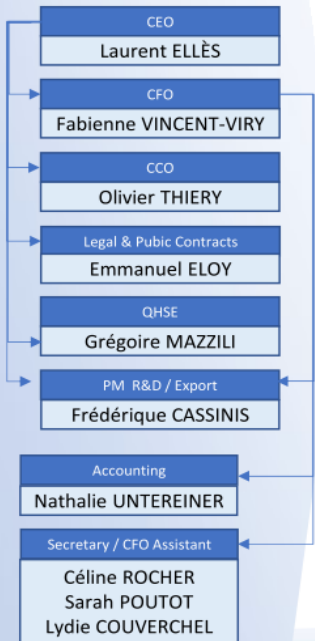 CEO
Laurent ELLÈS
CFO
Fabienne VINCENT-VIRY
CCO
Olivier THIERY
Legal & Pubic Contracts
Emmanuel ELOY
QHSE
Grégoire MAZZILI
PM R&D / Export
Frédérique CASSINIS
Accounting
Nathalie UNTEREINER
Secretary / CFO Assistant
Céline ROCHER
Sarah POUTOT
Lydie COUVERCHEL